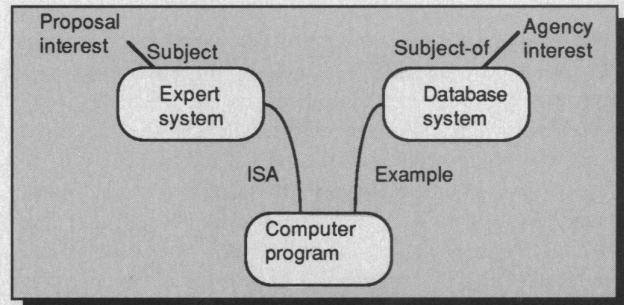 Proposal
interest
Subject
Expert
system
Subject-of
Agency
interest
Database
system
ISA
Example
Computer
program